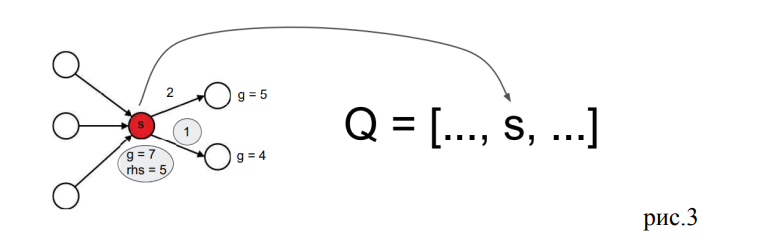 2
g = 5
s
1
g = 7
rhs = 5
g = 4
Q = [..., s, ...]
рис.3